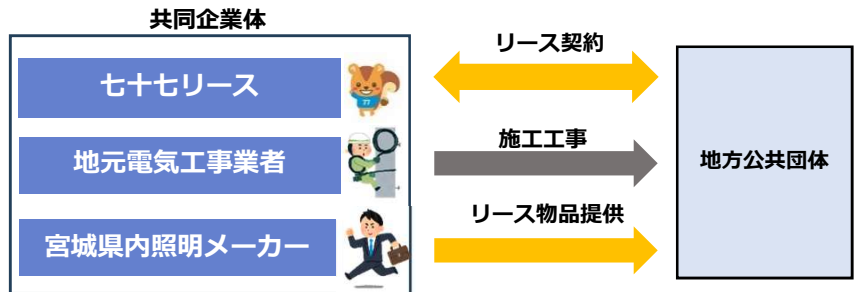 共同企業体
七十七リース
77
地元電気工事業者
宮城県内照明メーカー
リース契約
施工工事
リース物品提供
地方公共団体